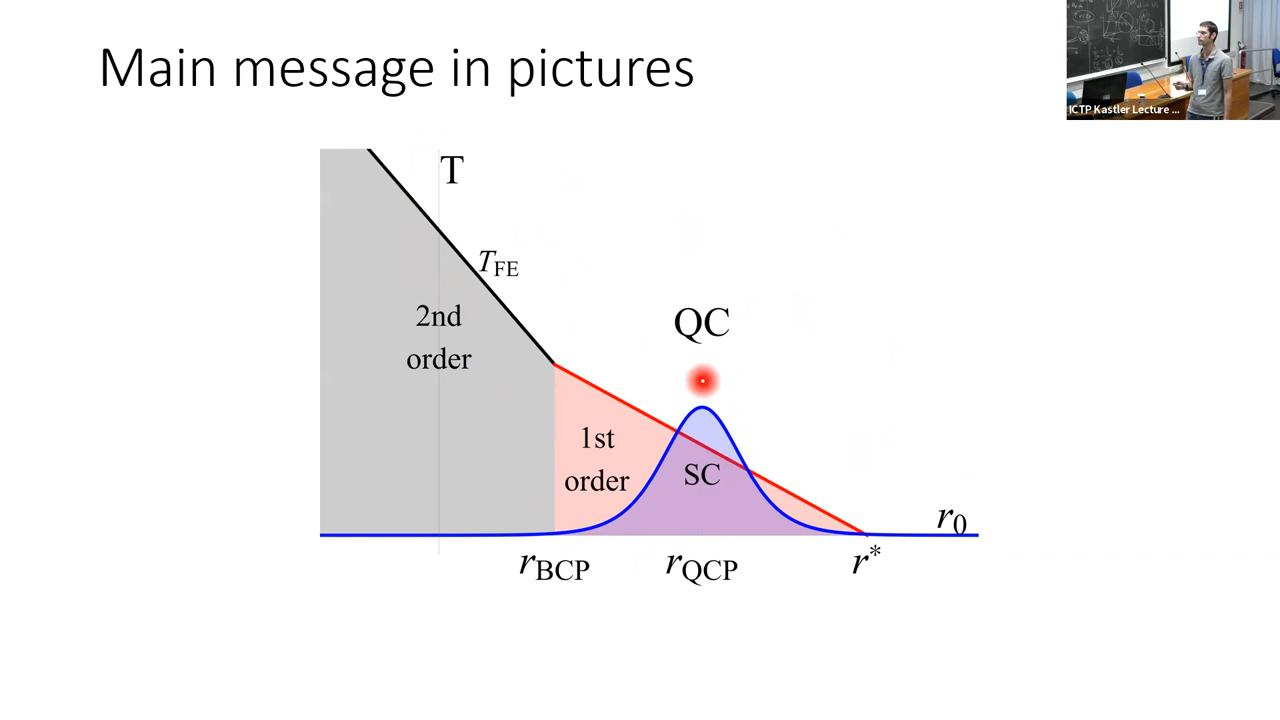 Main message in pictures
ICTP Kastler Lecture ...
T
T_FE
2nd
order
QC
1st
order
SC
r_0
r_BCP
r_QCP
r^*